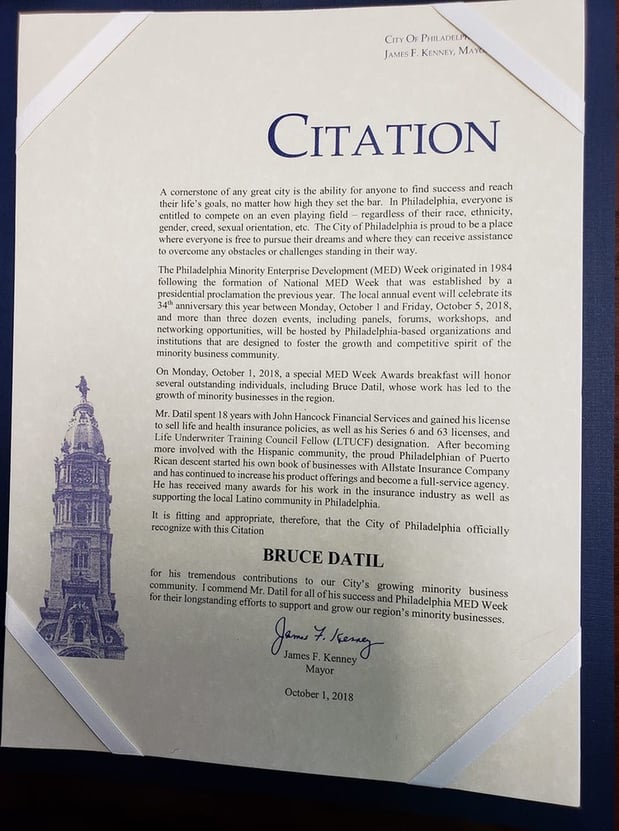 CITY OF PHILADELPH
JAMES F. KENNEY, MAYO
CITATION
A cornerstone of any great city is the ability for anyone to find success and reach
their life's goals, no matter how high they set the bar. In Philadelphia, everyone is
entitled to compete on an even playing field – regardless of their race, ethnicity,
gender, creed, sexual orientation, etc. The City of Philadelphia is proud to be a place
where everyone is free to pursue their dreams and where they can receive assistance
to overcome any obstacles or challenges standing in their way.
The Philadelphia Minority Enterprise Development (MED) Week originated in 1984
following the formation of National MED Week that was established by a
presidential proclamation the previous year. The local annual event will celebrate its
34th anniversary this year between Monday, October 1 and Friday, October 5, 2018,
and more than three dozen events, including panels, forums, workshops, and
networking opportunities, will be hosted by Philadelphia-based organizations and
institutions that are designed to foster the growth and competitive spirit of the
minority business community.
On Monday, October 1, 2018, a special MED Week Awards breakfast will honor
several outstanding individuals, including Bruce Datil, whose work has led to the
growth of minority businesses in the region.
Mr. Datil spent 18 years with John Hancock Financial Services and gained his license
to sell life and health insurance policies, as well as his Series 6 and 63 licenses, and
Life Underwriter Training Council Fellow (LTUCF) designation. After becoming
more involved with the Hispanic community, the proud Philadelphian of Puerto
Rican descent started his own book of businesses with Allstate Insurance Company
and has continued to increase his product offerings and become a full-service agency.
He has received many awards for his work in the insurance industry as well as
supporting the local Latino community in Philadelphia.
It is fitting and appropriate, therefore, that the City of Philadelphia officially
recognize with this Citation
BRUCE DATIL
for his tremendous contributions to our City's growing minority business
community. I commend Mr. Datil for all of his success and Philadelphia MED Week
for their longstanding efforts to support and grow our region's minority businesses.
James F. Kenney
James F. Kenney
Mayor
October 1, 2018